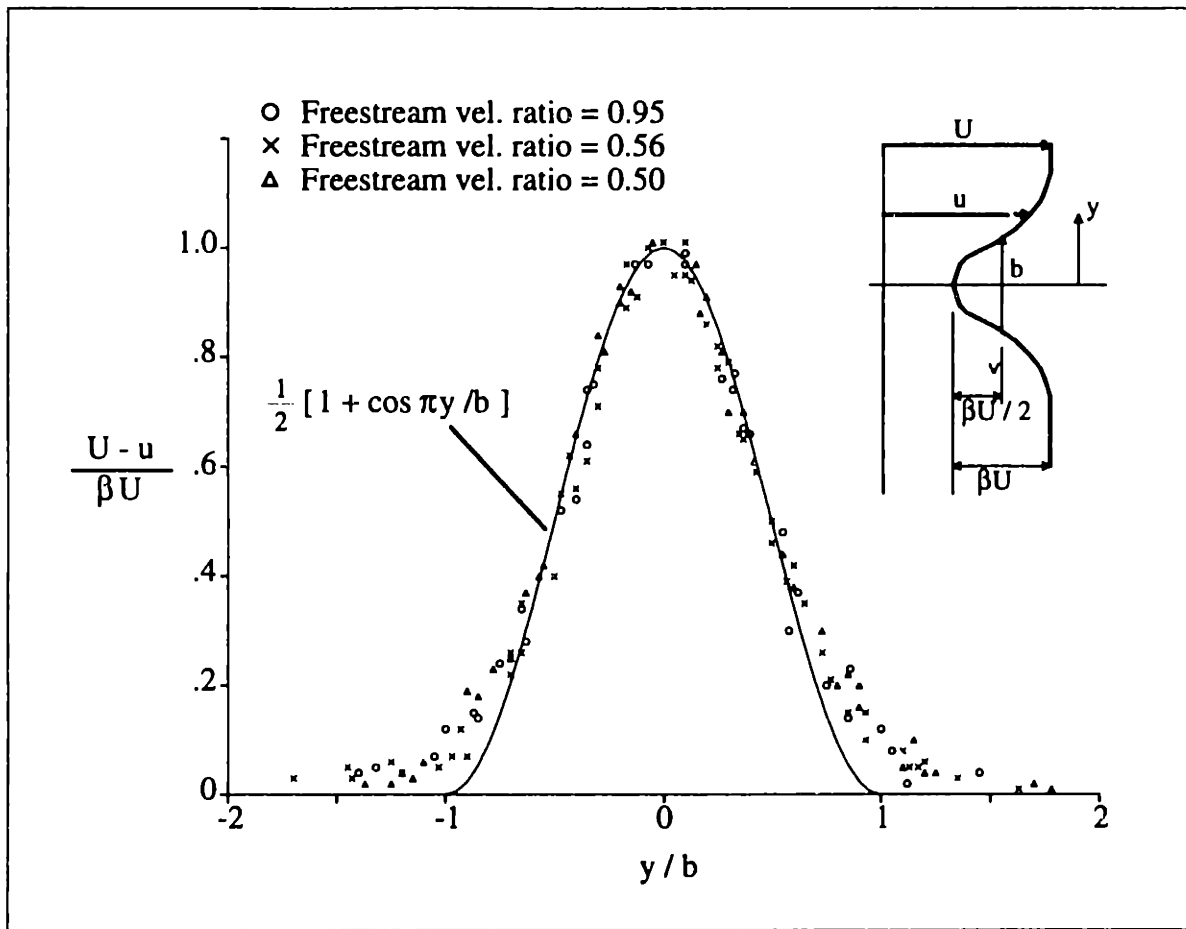 o Freestream vel. ratio = 0.95
× Freestream vel. ratio = 0.56
△ Freestream vel. ratio = 0.50
U
u
y
b
βU / 2
βU
1/2 [ 1 + cos πy /b ]
U - u
βU
1.0
.8
.6
.4
.2
0
-2
-1
0
1
2
y / b